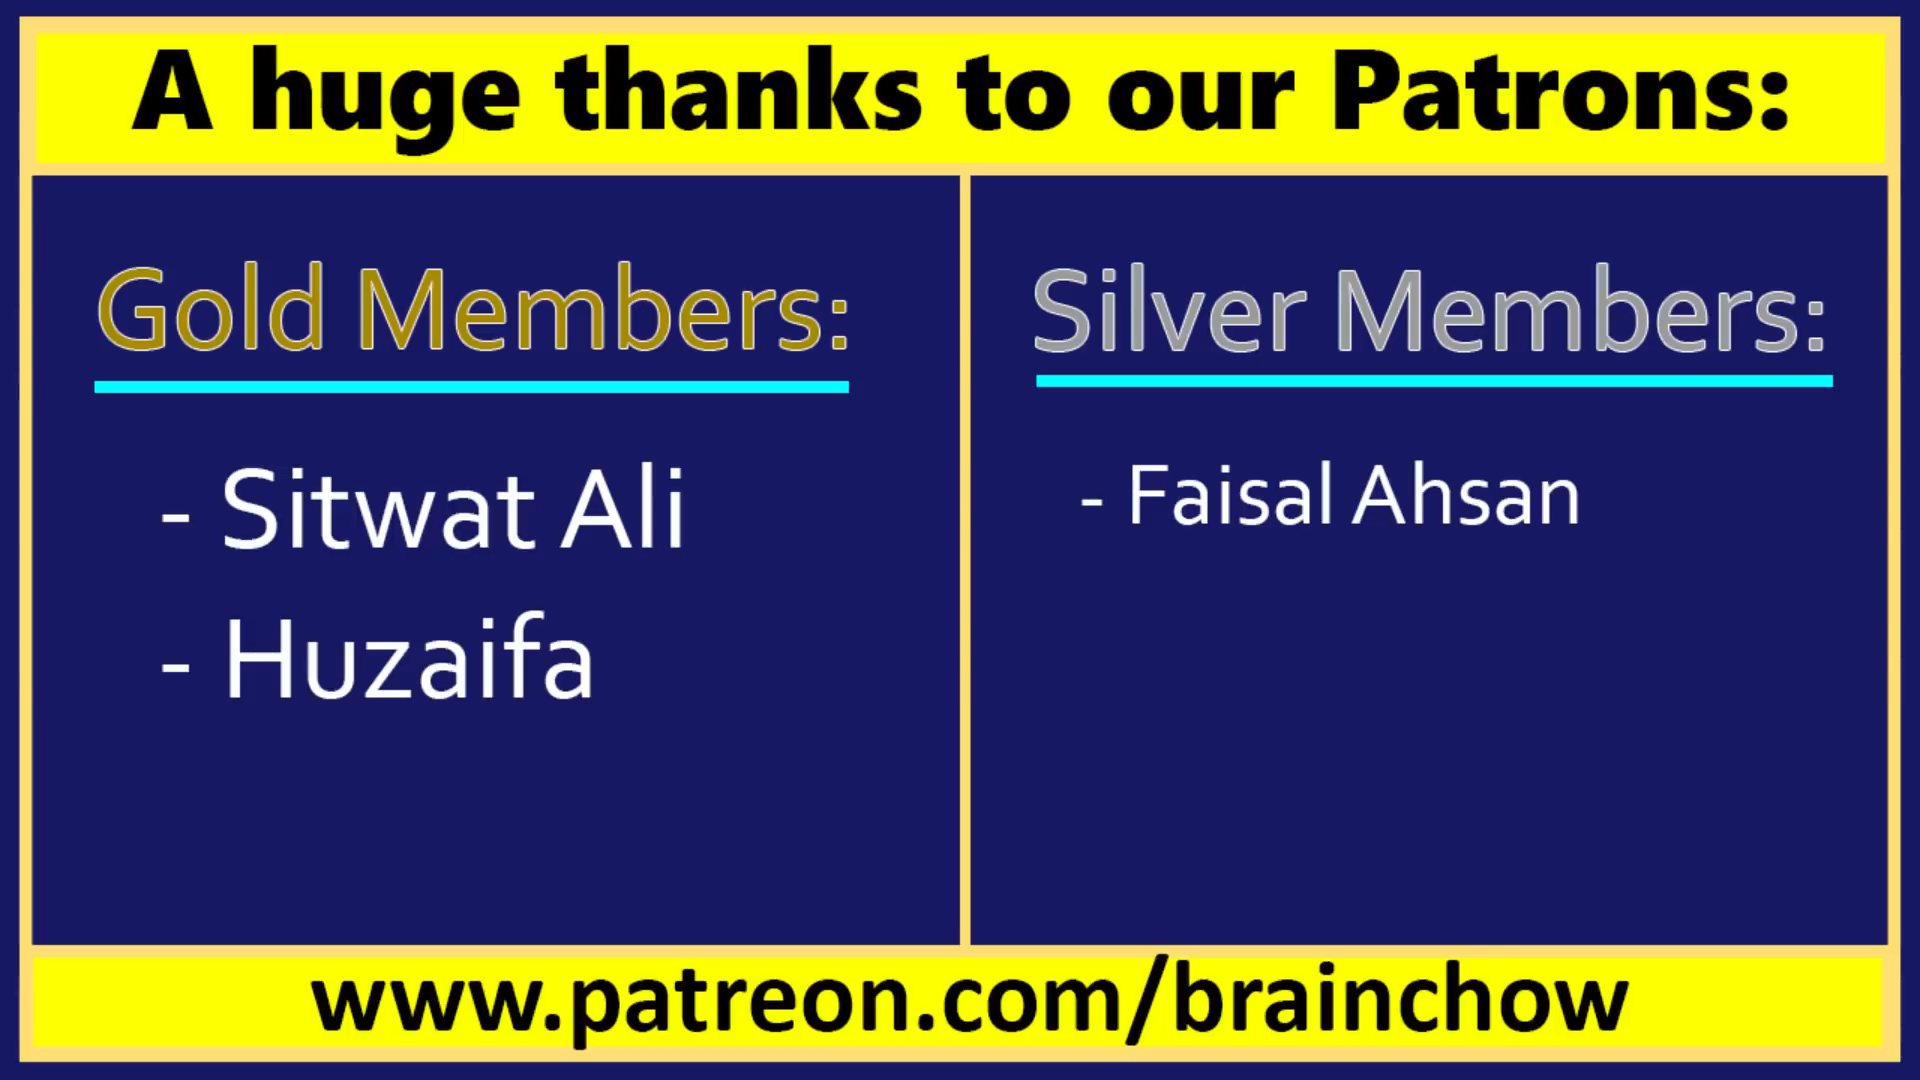 A huge thanks to our Patrons:
Gold Members:
- Sitwat Ali
- Huzaifa
Silver Members:
- Faisal Ahsan
www.patreon.com/brainchow